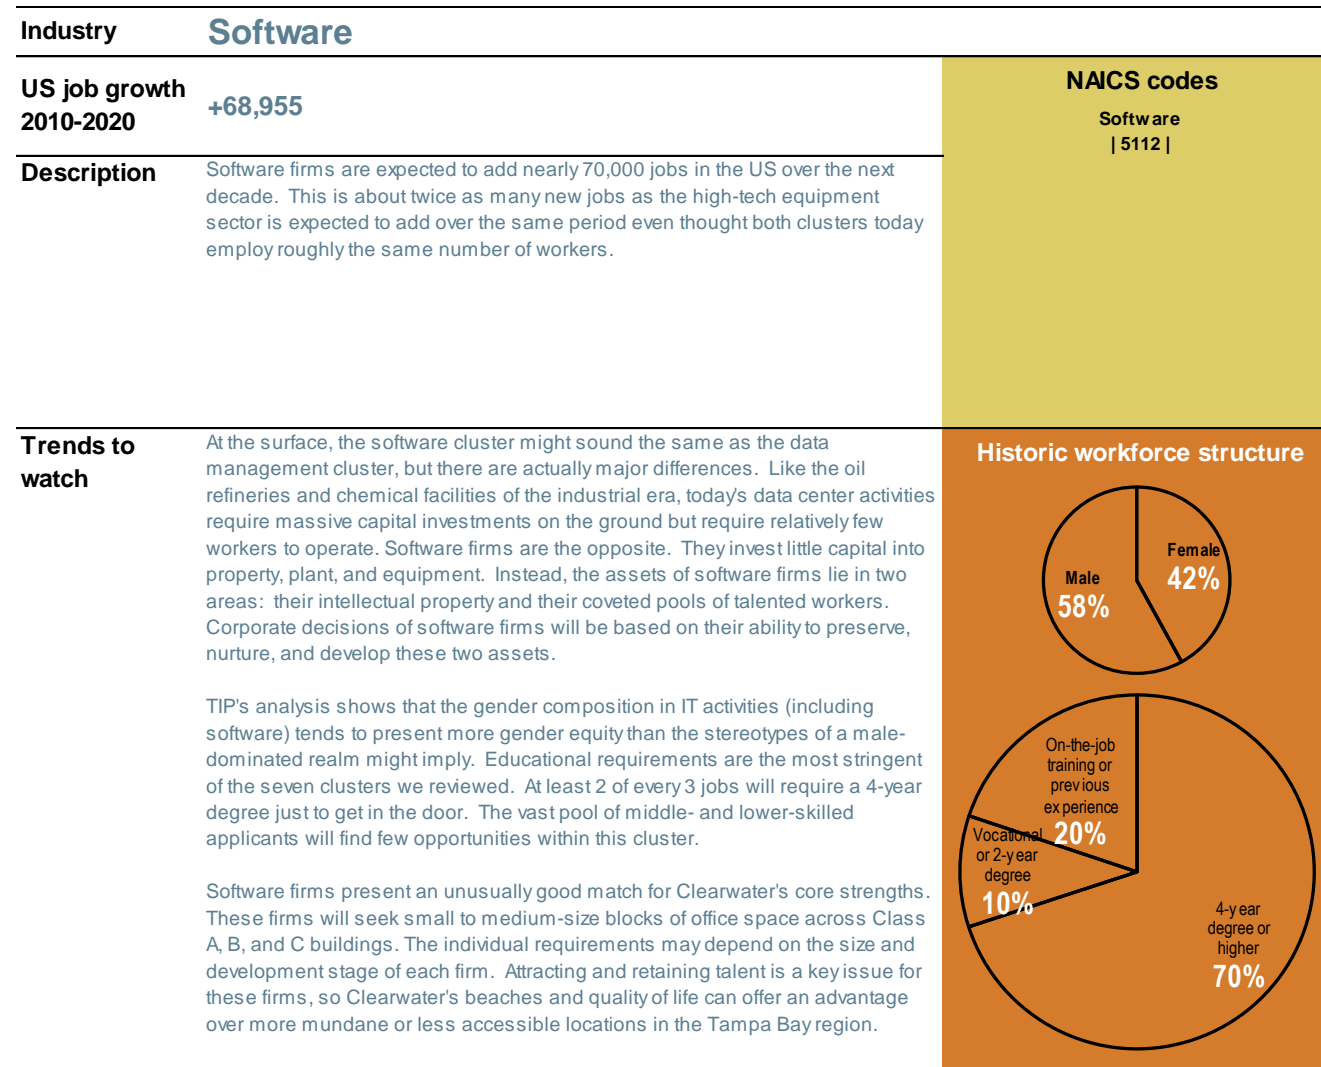 Industry
Software
US job growth
2010-2020
+68,955
NAICS codes
Software
| 5112 |
Description
Software firms are expected to add nearly 70,000 jobs in the US over the next
decade.  This is about twice as many new jobs as the high-tech equipment
sector is expected to add over the same period even thought both clusters today
employ roughly the same number of workers.
Trends to
watch
At the surface, the software cluster might sound the same as the data
management cluster, but there are actually major differences.  Like the oil
refineries and chemical facilities of the industrial era, today's data center activities
require massive capital investments on the ground but require relatively few
workers to operate. Software firms are the opposite.  They invest little capital into
property, plant, and equipment.  Instead, the assets of software firms lie in two
areas:  their intellectual property and their coveted pools of talented workers.
Corporate decisions of software firms will be based on their ability to preserve,
nurture, and develop these two assets.
TIP's analysis shows that the gender composition in IT activities (including
software) tends to present more gender equity than the stereotypes of a male-
dominated realm might imply.  Educational requirements are the most stringent
of the seven clusters we reviewed.  At least 2 of every 3 jobs will require a 4-year
degree just to get in the door.  The vast pool of middle- and lower-skilled
applicants will find few opportunities within this cluster.
Software firms present an unusually good match for Clearwater's core strengths.
These firms will seek small to medium-size blocks of office space across Class
A, B, and C buildings. The individual requirements may depend on the size and
development stage of each firm.  Attracting and retaining talent is a key issue for
these firms, so Clearwater's beaches and quality of life can offer an advantage
over more mundane or less accessible locations in the Tampa Bay region.
Historic workforce structure
Female
42%
Male
58%
On-the-job
training or
previous
experience
20%
Vocational
or 2-year
degree
10%
4-year
degree or
higher
70%